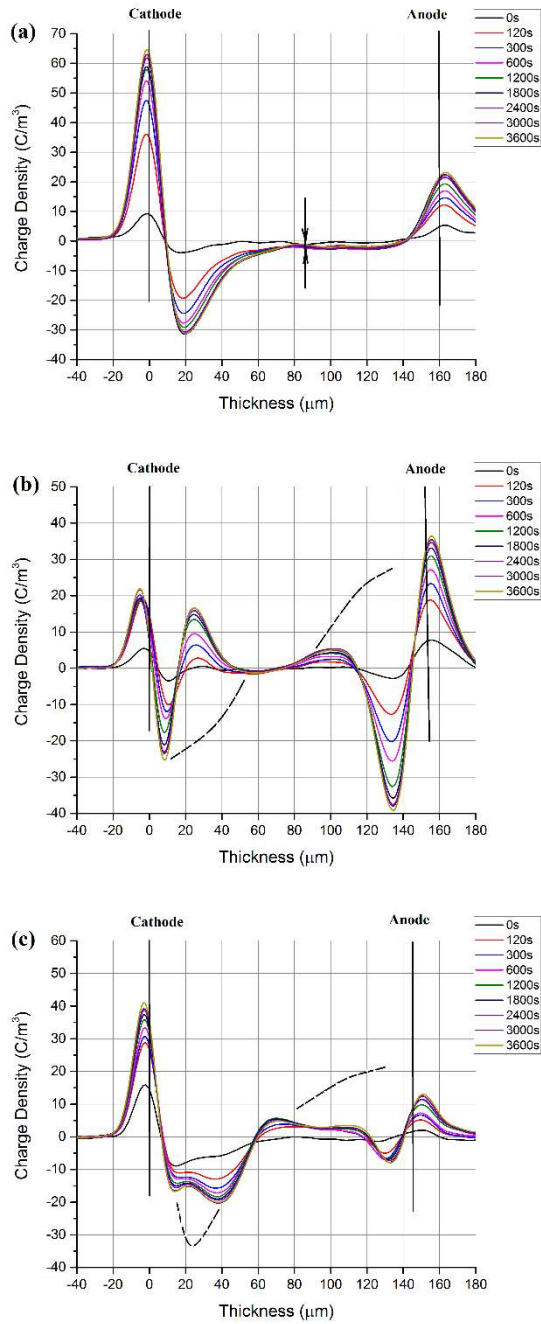 (a)
Cathode
Anode
0s
120s
300s
600s
1200s
1800s
2400s
3000s
3600s
70
60
50
40
30
20
10
0
-10
-20
-30
-40
Charge Density (C/m³)
-40 -20 0 20 40 60 80 100 120 140 160 180
Thickness (μm)
(b)
Cathode
Anode
0s
120s
300s
600s
1200s
1800s
2400s
3000s
3600s
50
40
30
20
10
0
-10
-20
-30
-40
Charge Density (C/m³)
-40 -20 0 20 40 60 80 100 120 140 160 180
Thickness (μm)
(c)
Cathode
Anode
0s
120s
300s
600s
1200s
1800s
2400s
3000s
3600s
60
50
40
30
20
10
0
-10
-20
-30
-40
Charge Density (C/m³)
-40 -20 0 20 40 60 80 100 120 140 160 180
Thickness (μm)